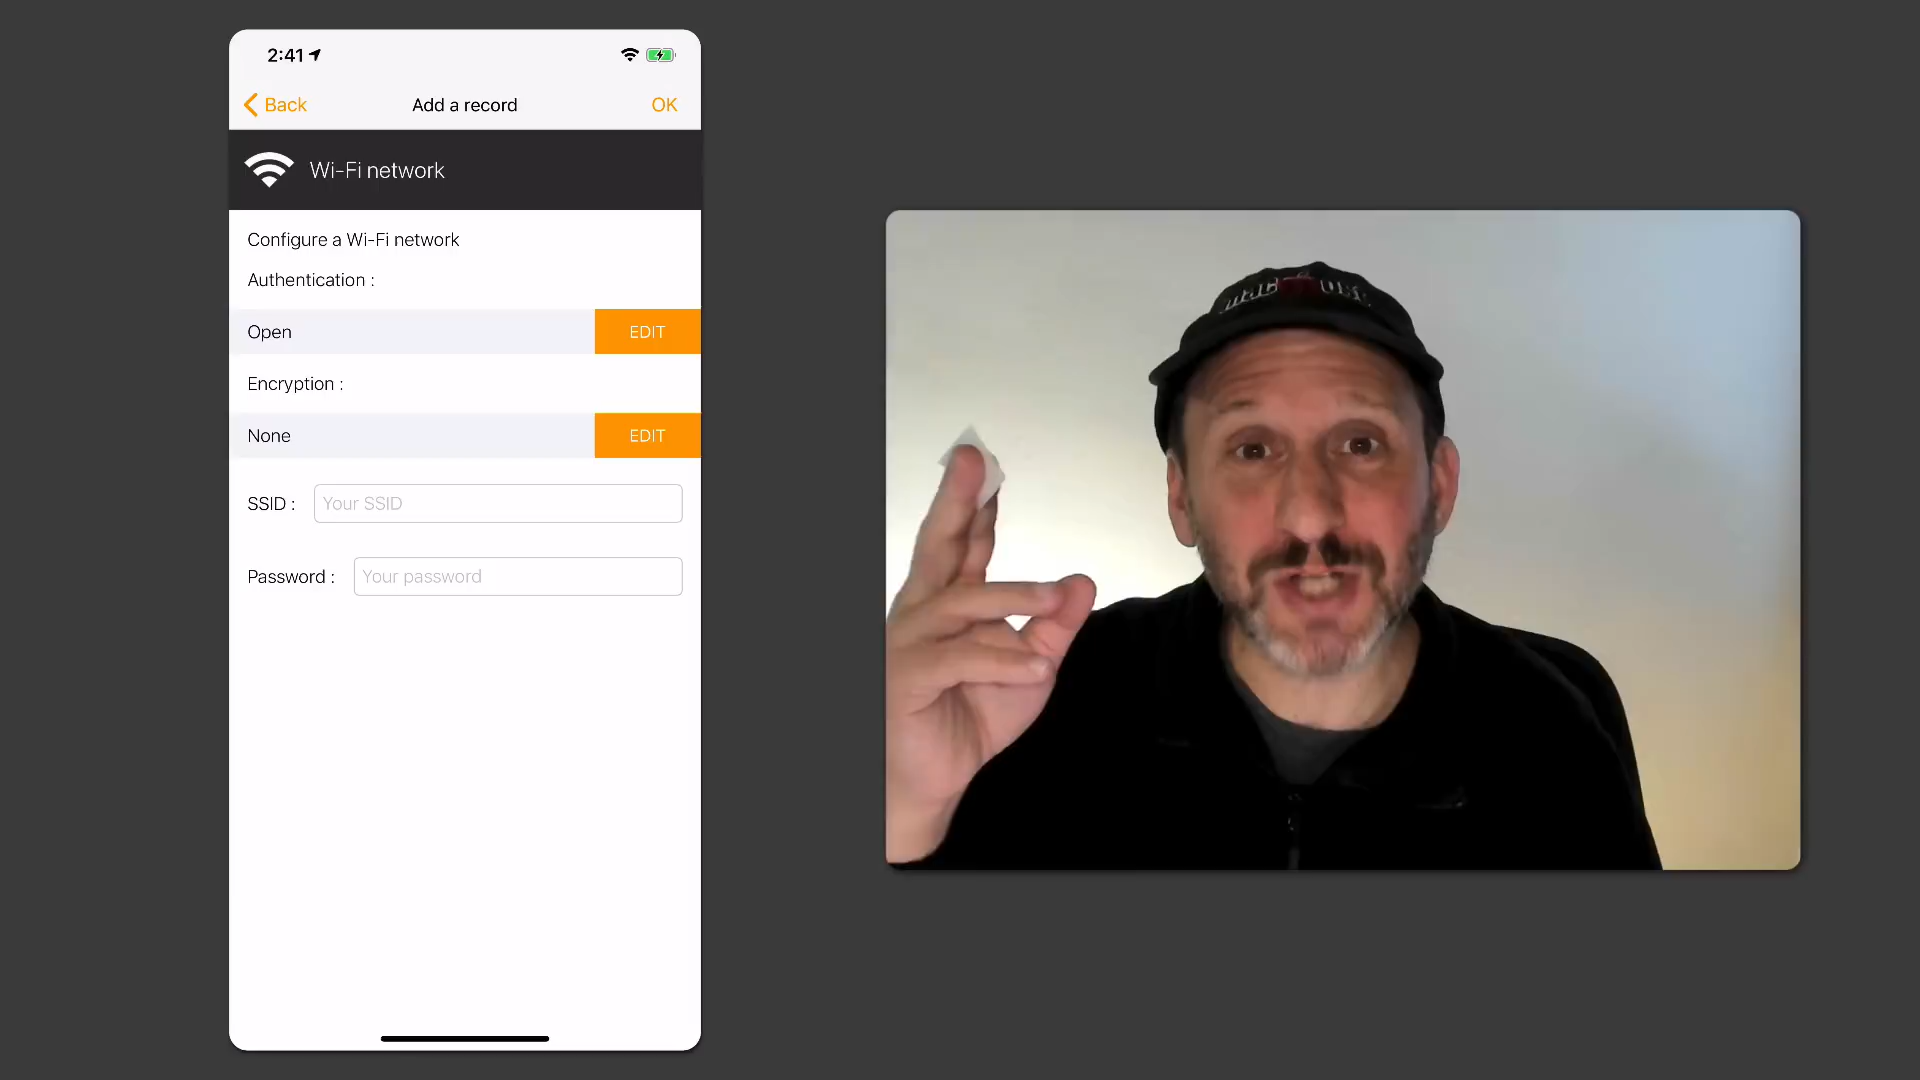 2:41
Back
Add a record
OK
Wi-Fi network
Configure a Wi-Fi network
Authentication :
Open
EDIT
Encryption :
None
EDIT
SSID :
Your SSID
Password :
Your password